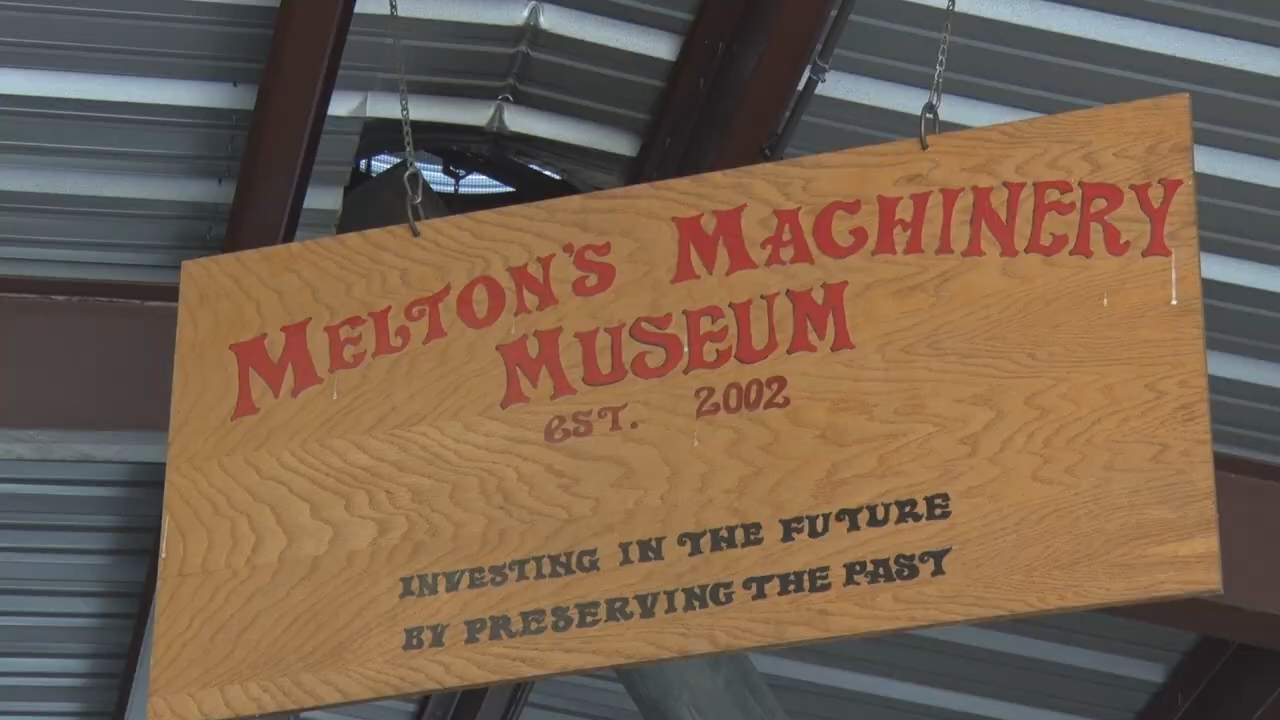 MELTON'S MACHINERY
MUSEUM
EST. 2002
INVESTING IN THE FUTURE
BY PRESERVING THE PAST